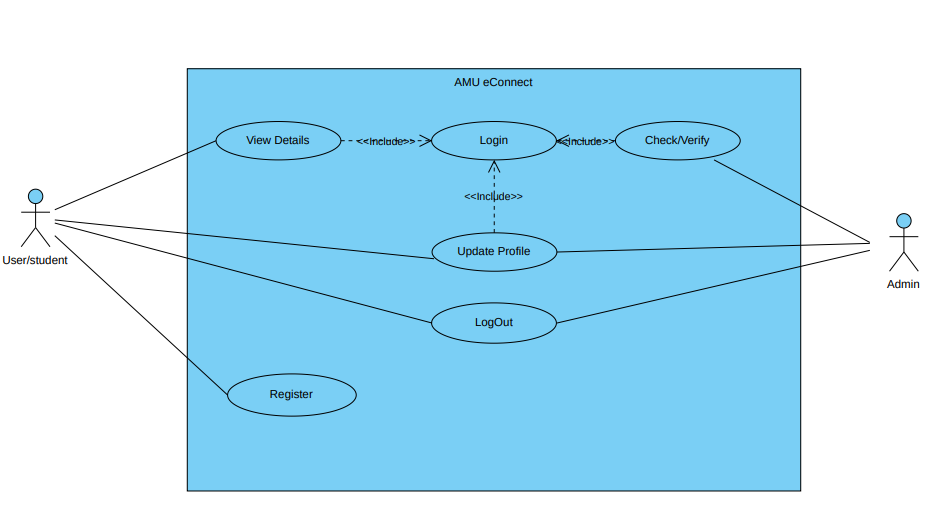 AMU eConnect
View Details
<<Include>>
Login
<<Include>>
Check/Verify
<<Include>>
User/student
Update Profile
Admin
LogOut
Register